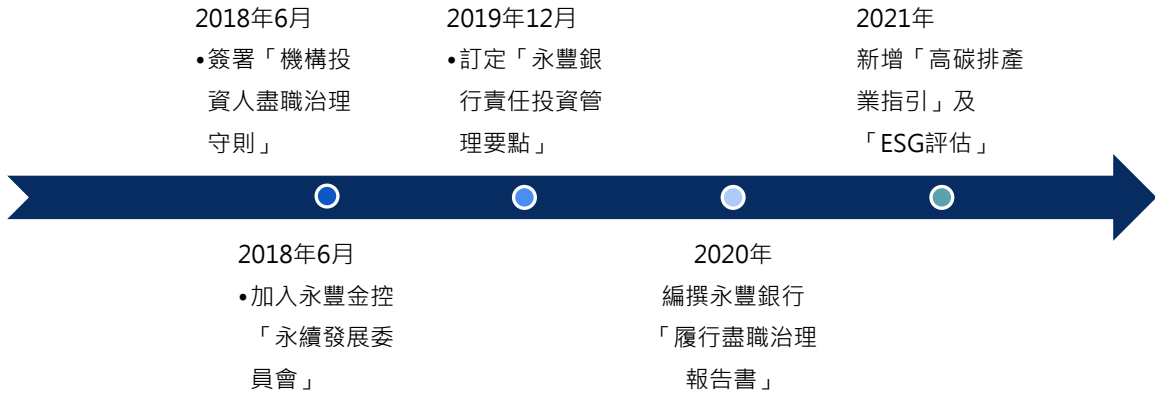 2018年6月
•簽署「機構投
資人盡職治理
守則」
2019年12月
•訂定「永豐銀
行責任投資管
理要點」
2021年
新增「高碳排產
業指引」及
「ESG評估」
2018年6月
•加入永豐金控
「永續發展委
員會」
2020年
編撰永豐銀行
「履行盡職治理
報告書」